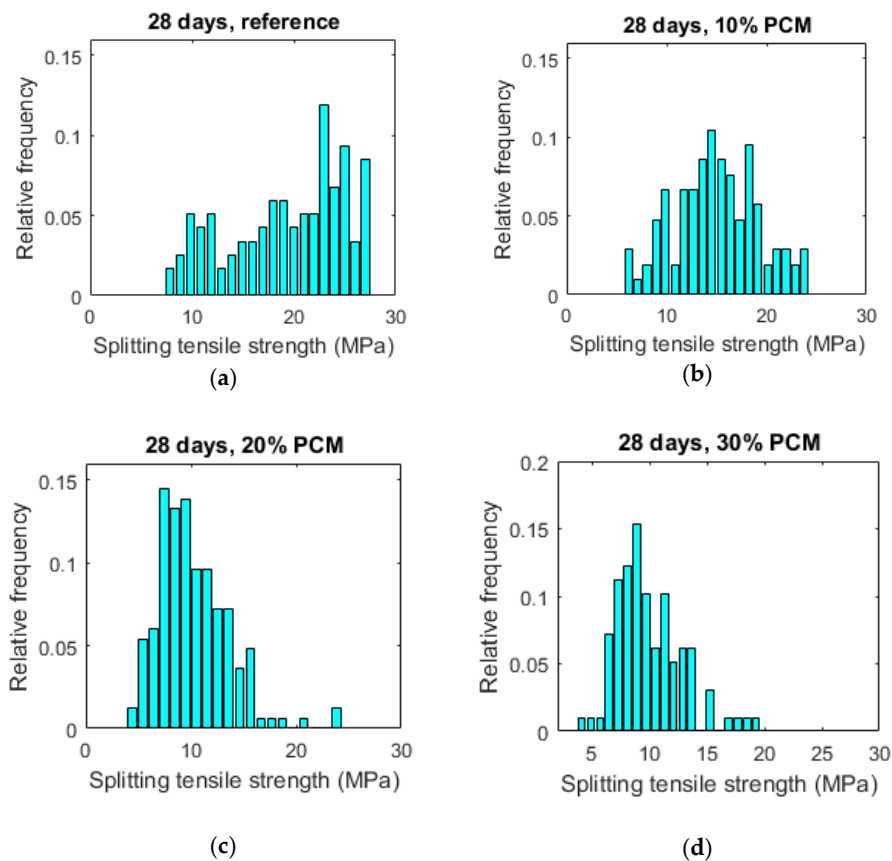 28 days, reference
0.15
0.1
0.05
0
Relative frequency
0 10 20 30
Splitting tensile strength (MPa)
(a)
28 days, 10% PCM
0.15
0.1
0.05
0
Relative frequency
0 10 20 30
Splitting tensile strength (MPa)
(b)
28 days, 20% PCM
0.15
0.1
0.05
0
Relative frequency
0 10 20 30
Splitting tensile strength (MPa)
(c)
28 days, 30% PCM
0.2
0.15
0.1
0.05
0
Relative frequency
5 10 15 20 25 30
Splitting tensile strength (MPa)
(d)